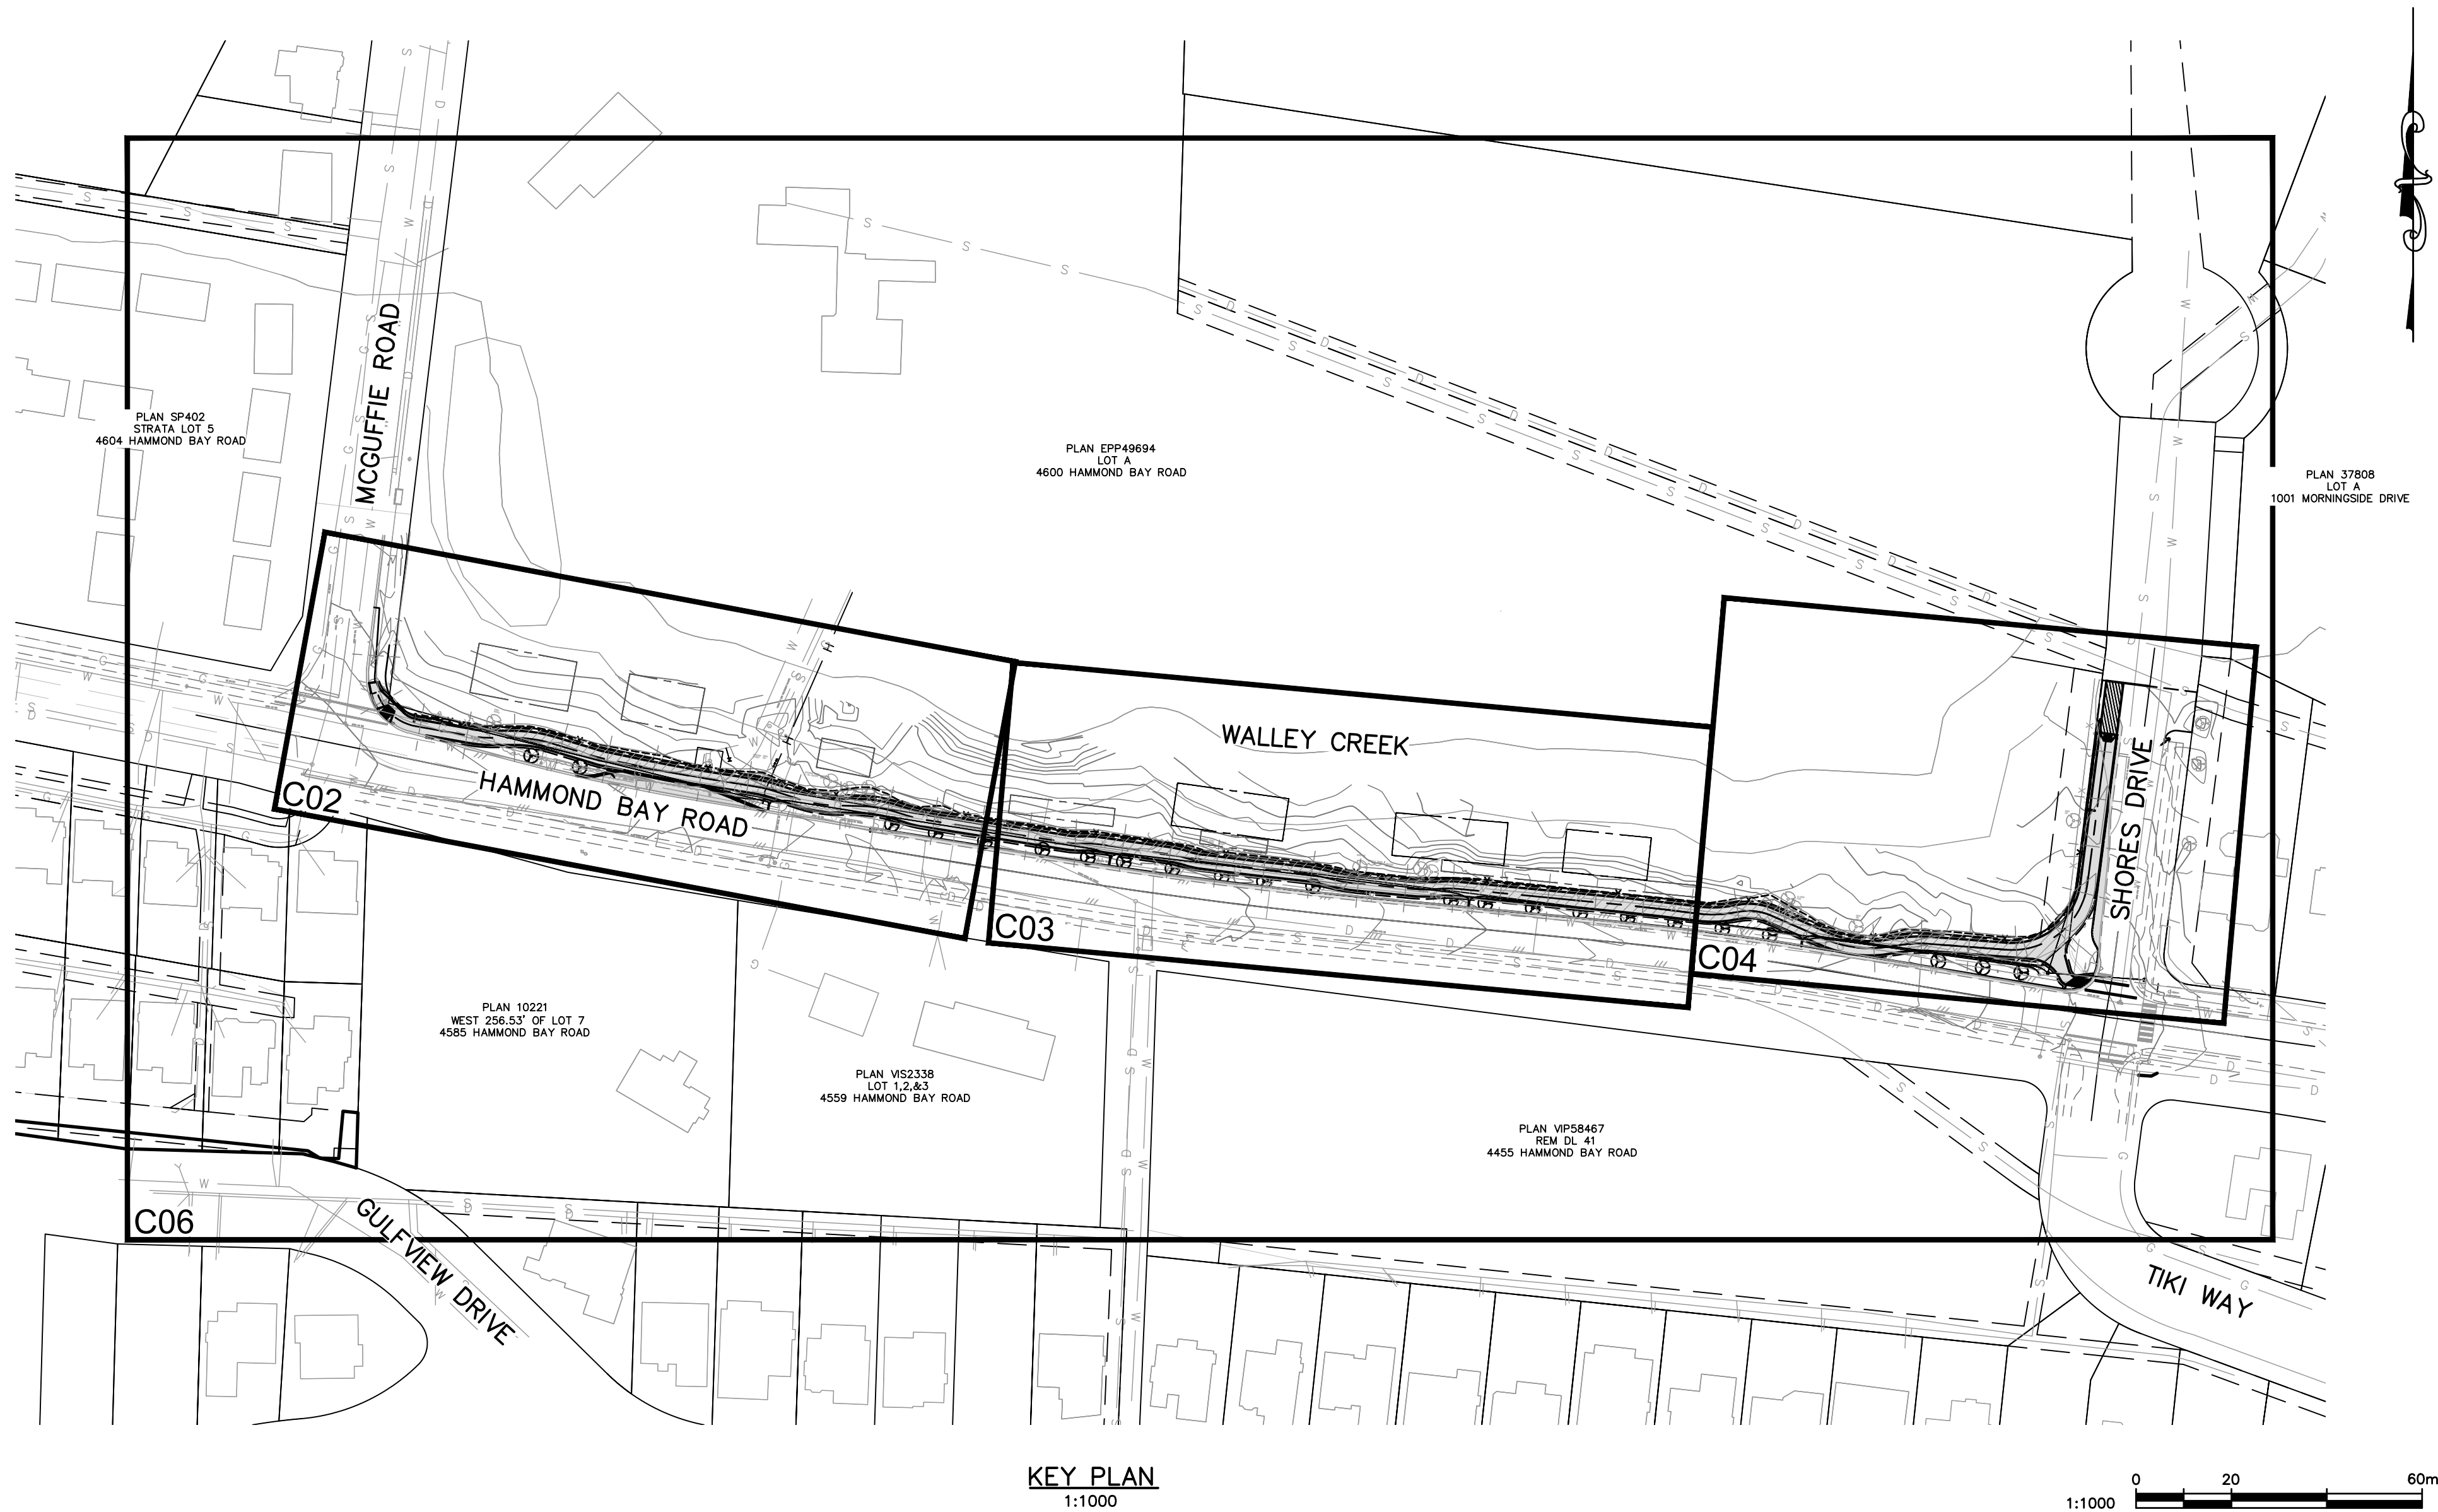 MCGUFFIE ROAD
PLAN SP402
STRATA LOT 5
4604 HAMMOND BAY ROAD
PLAN EPP49694
LOT A
4600 HAMMOND BAY ROAD
PLAN 37808
LOT A
1001 MORNINGSIDE DRIVE
WALLEY CREEK
HAMMOND BAY ROAD
SHORES DRIVE
C02
C03
C04
PLAN 10221
WEST 256.53' OF LOT 7
4585 HAMMOND BAY ROAD
PLAN VIS2338
LOT 1,2,&3
4559 HAMMOND BAY ROAD
PLAN VIP58467
REM DL 41
4455 HAMMOND BAY ROAD
C06
GULFVIEW DRIVE
TIKI WAY
KEY PLAN
1:1000
0 20 60m
1:1000